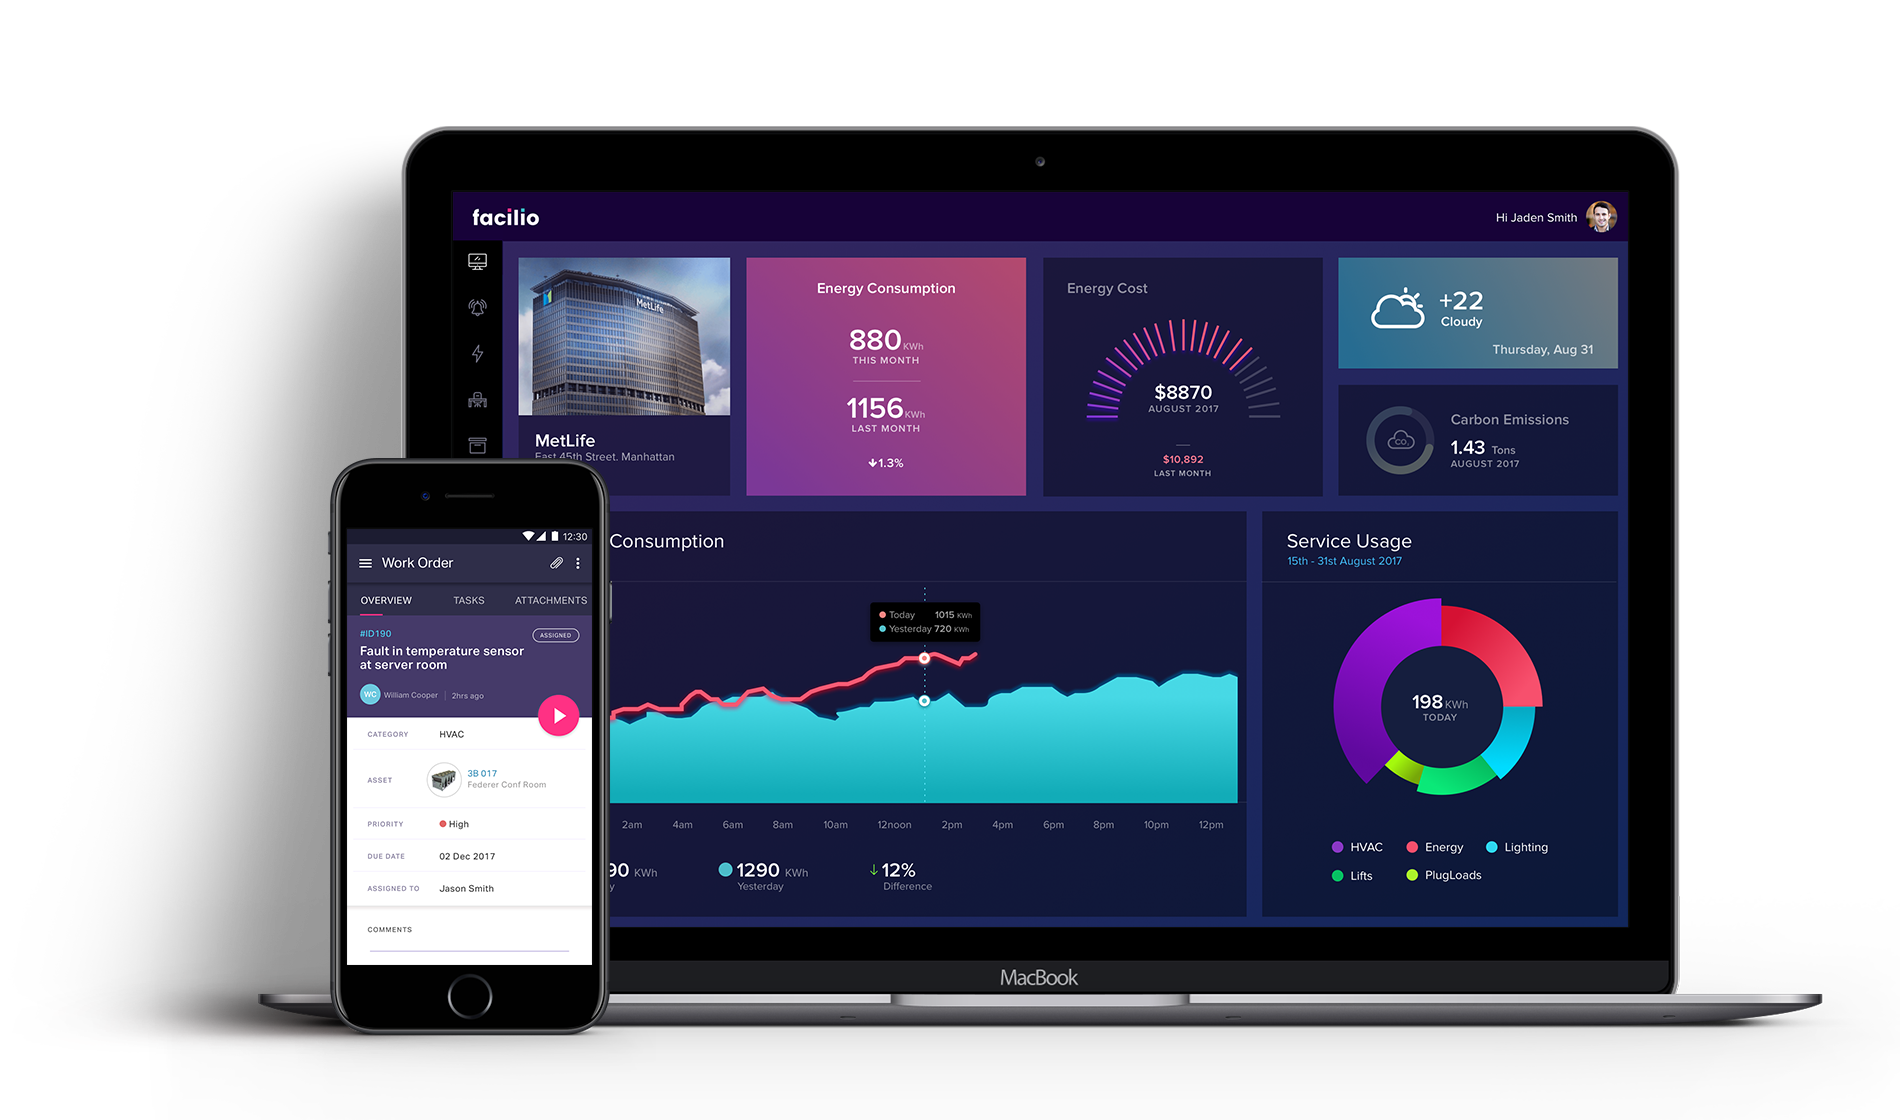 facilio
Hi Jaden Smith
MetLife
MetLife
East 45th Street. Manhattan
Energy Consumption
880 KWh
THIS MONTH
1156 KWh
LAST MONTH
1.3%
Energy Cost
$8870
AUGUST 2017
$10,892
LAST MONTH
+22
Cloudy
Thursday, Aug 31
CO₂
Carbon Emissions
1.43 Tons
AUGUST 2017
Consumption
Today 1015 KWh
Yesterday 720 KWh
2am 4am 6am 8am 10am 12noon 2pm 4pm 6pm 8pm 10pm 12pm
90 KWh
y
1290 KWh
Yesterday
12%
Difference
Service Usage
15th - 31st August 2017
198 KWh
TODAY
HVAC Energy Lighting
Lifts PlugLoads
MacBook
12:30
Work Order
OVERVIEW TASKS ATTACHMENTS
#ID190
ASSIGNED
Fault in temperature sensor
at server room
WC William Cooper | 2hrs ago
CATEGORY HVAC
ASSET 3B 017
Federer Conf Room
PRIORITY High
DUE DATE 02 Dec 2017
ASSIGNED TO Jason Smith
COMMENTS